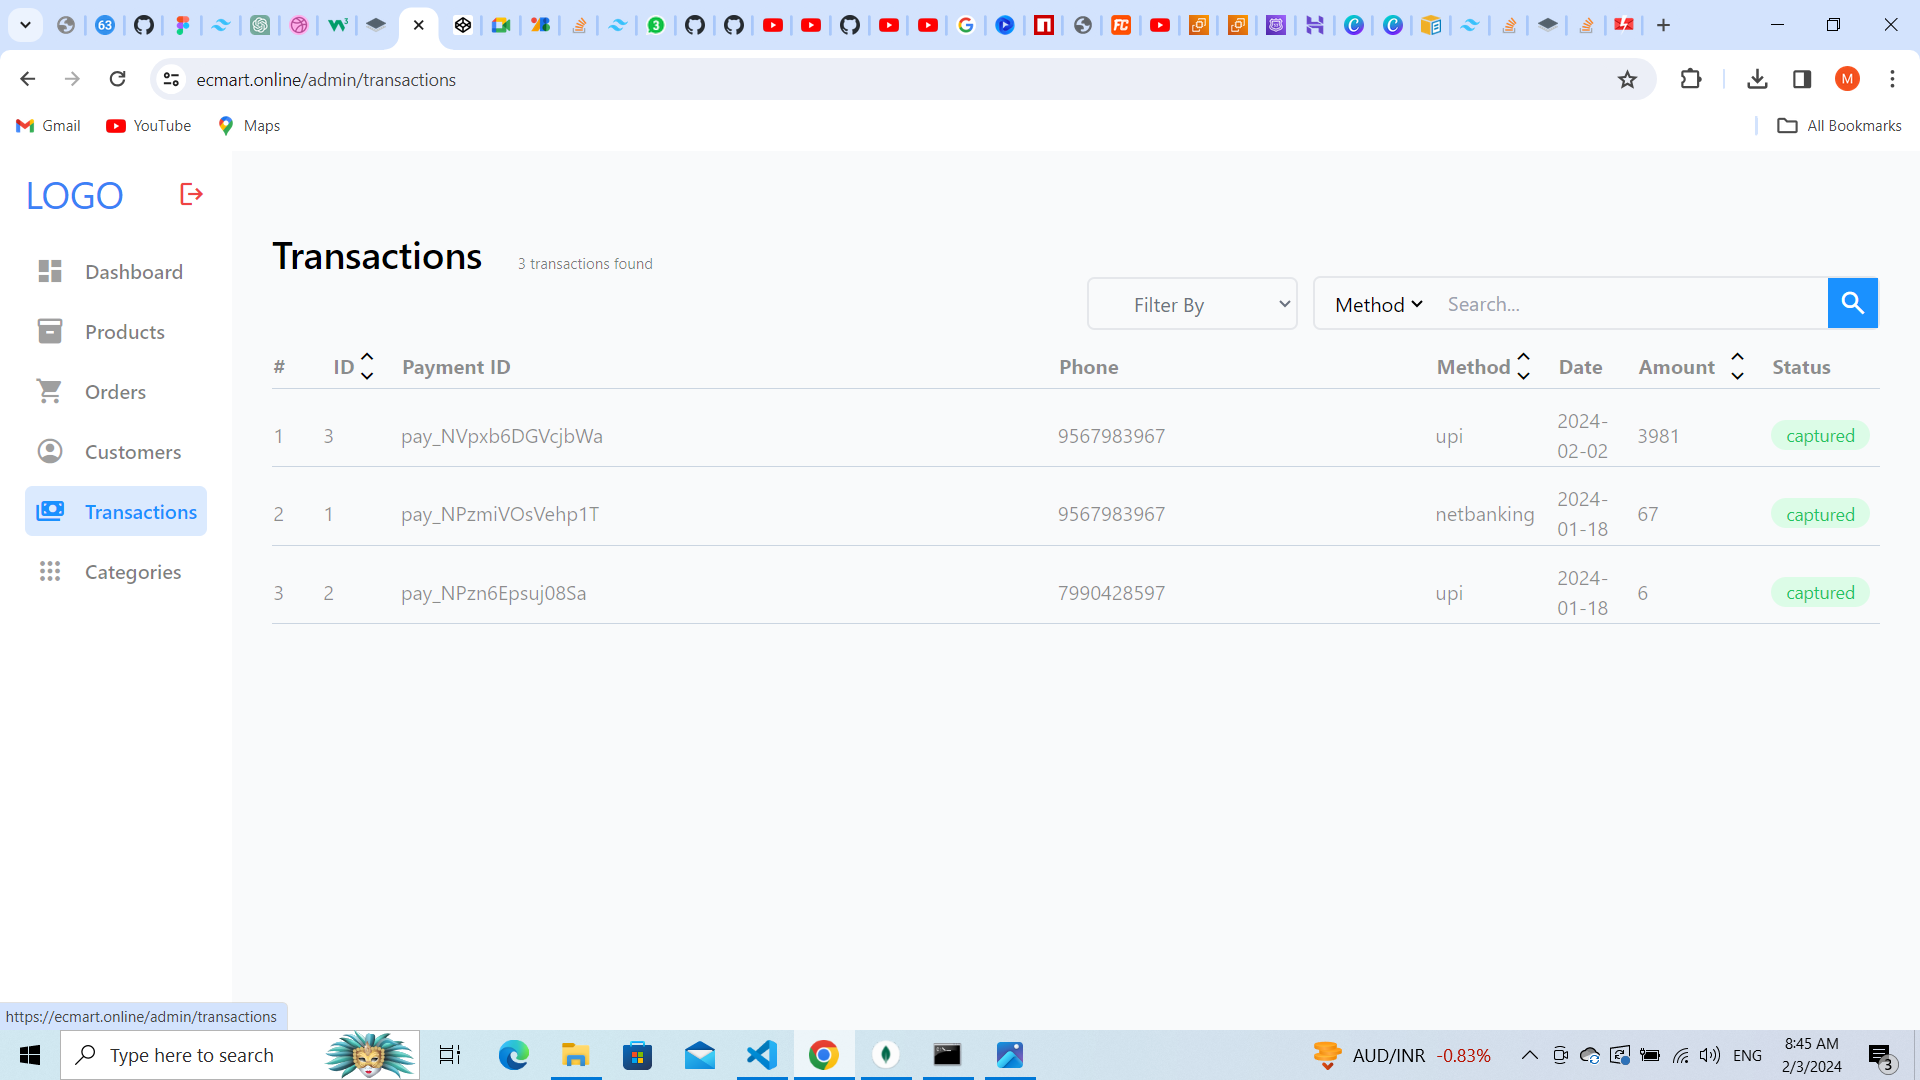 63
3
ecmart.online/admin/transactions
M
Gmail
YouTube
Maps
All Bookmarks
LOGO
Dashboard
Products
Orders
Customers
Transactions
Categories
Transactions 3 transactions found
Filter By Method Search...
# ID Payment ID Phone Method Date Amount Status
1 3 pay_NVpxb6DGVcjbWa 9567983967 upi 2024-
02-02 3981 captured
2 1 pay_NPzmiVOsVehp1T 9567983967 netbanking 2024-
01-18 67 captured
3 2 pay_NPzn6Epsuj08Sa 7990428597 upi 2024-
01-18 6 captured
https://ecmart.online/admin/transactions
Type here to search
AUD/INR -0.83%
ENG
8:45 AM
2/3/2024
3